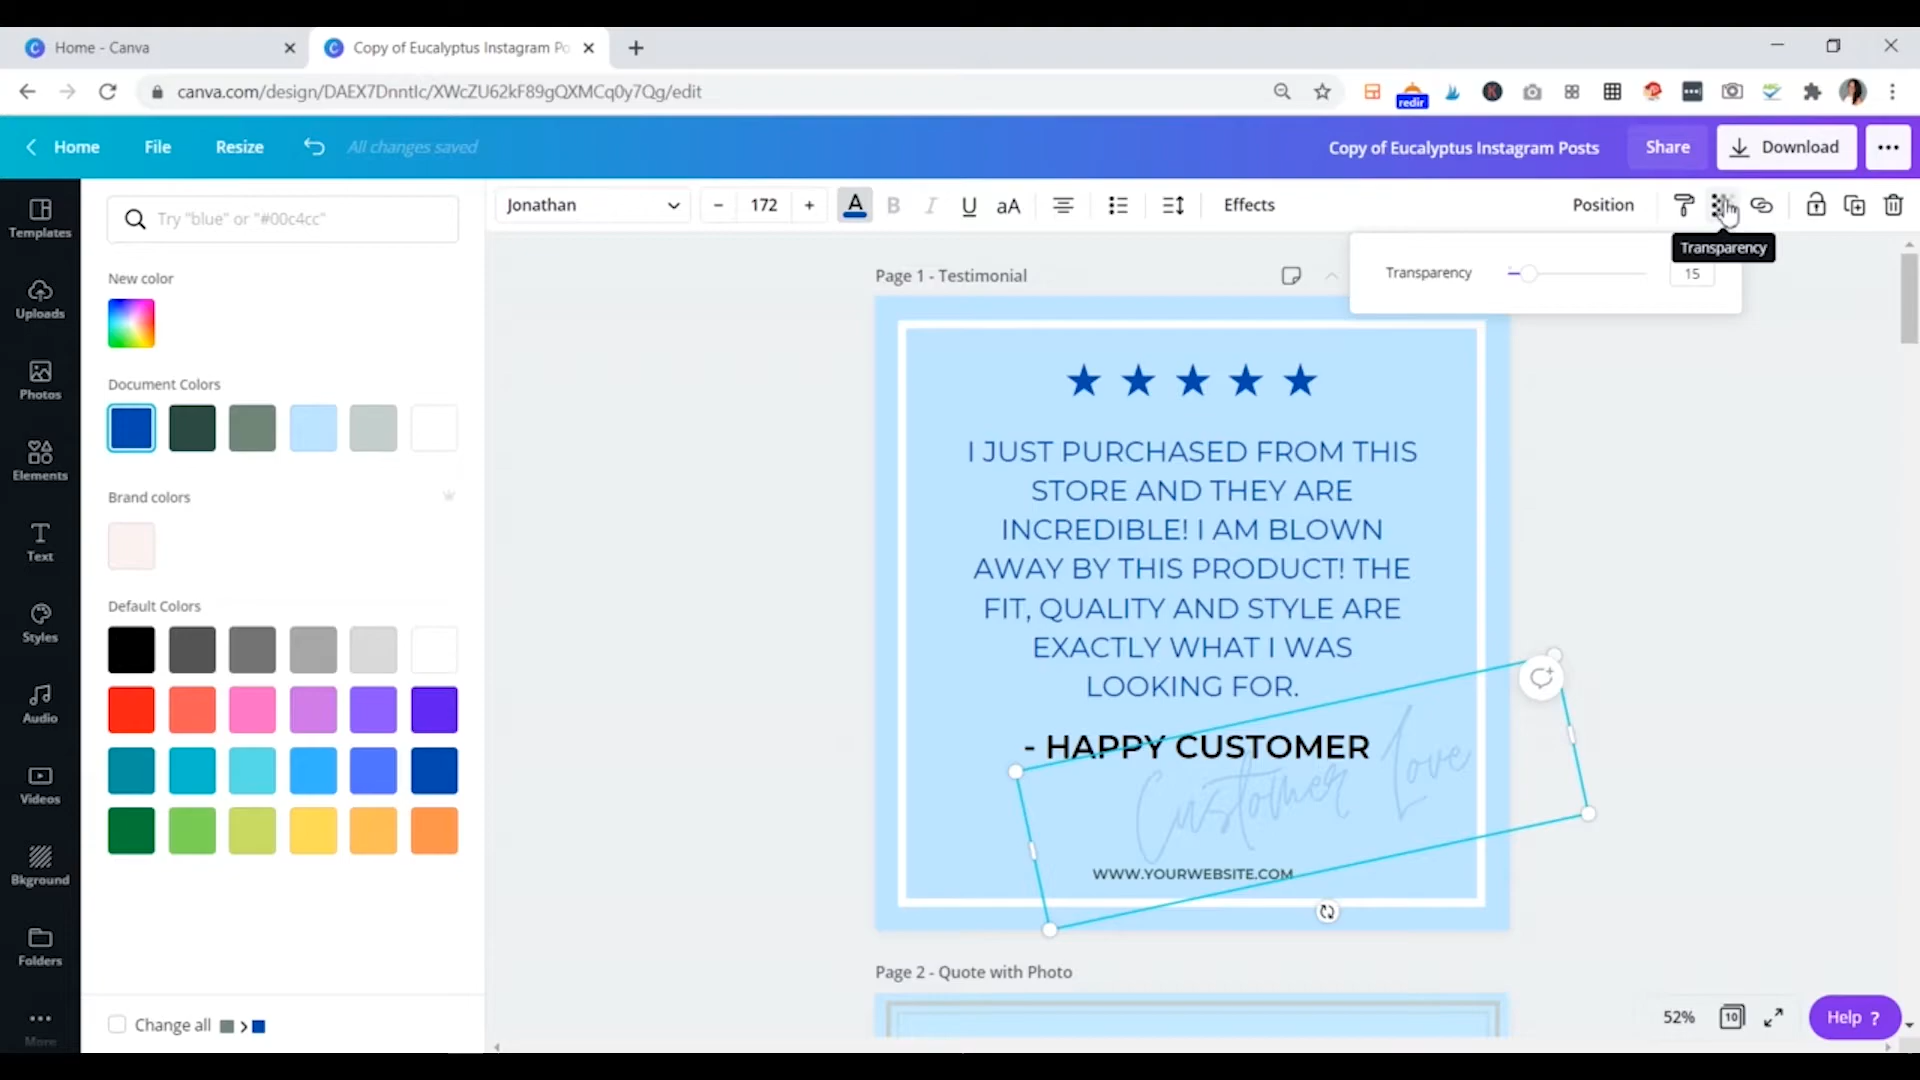 Home - Canva
Copy of Eucalyptus Instagram Po
canva.com/design/DAEX7DnntIc/XWcZU62kF89gQXMCq0y7Qg/edit
redir
Home
File
Resize
All changes saved
Copy of Eucalyptus Instagram Posts
Share
Download
Templates
Uploads
Photos
Elements
Text
Styles
Audio
Videos
Bkground
Folders
More
Try "blue" or "#00c4cc"
New color
Document Colors
Brand colors
Default Colors
Change all
Jonathan
172
A
B
I
U
aA
Effects
Position
Transparency
Transparency
15
Page 1 - Testimonial
I JUST PURCHASED FROM THIS
STORE AND THEY ARE
INCREDIBLE! I AM BLOWN
AWAY BY THIS PRODUCT! THE
FIT, QUALITY AND STYLE ARE
EXACTLY WHAT I WAS
LOOKING FOR.
- HAPPY CUSTOMER
Customer Love
WWW.YOURWEBSITE.COM
Page 2 - Quote with Photo
52%
10
Help ?